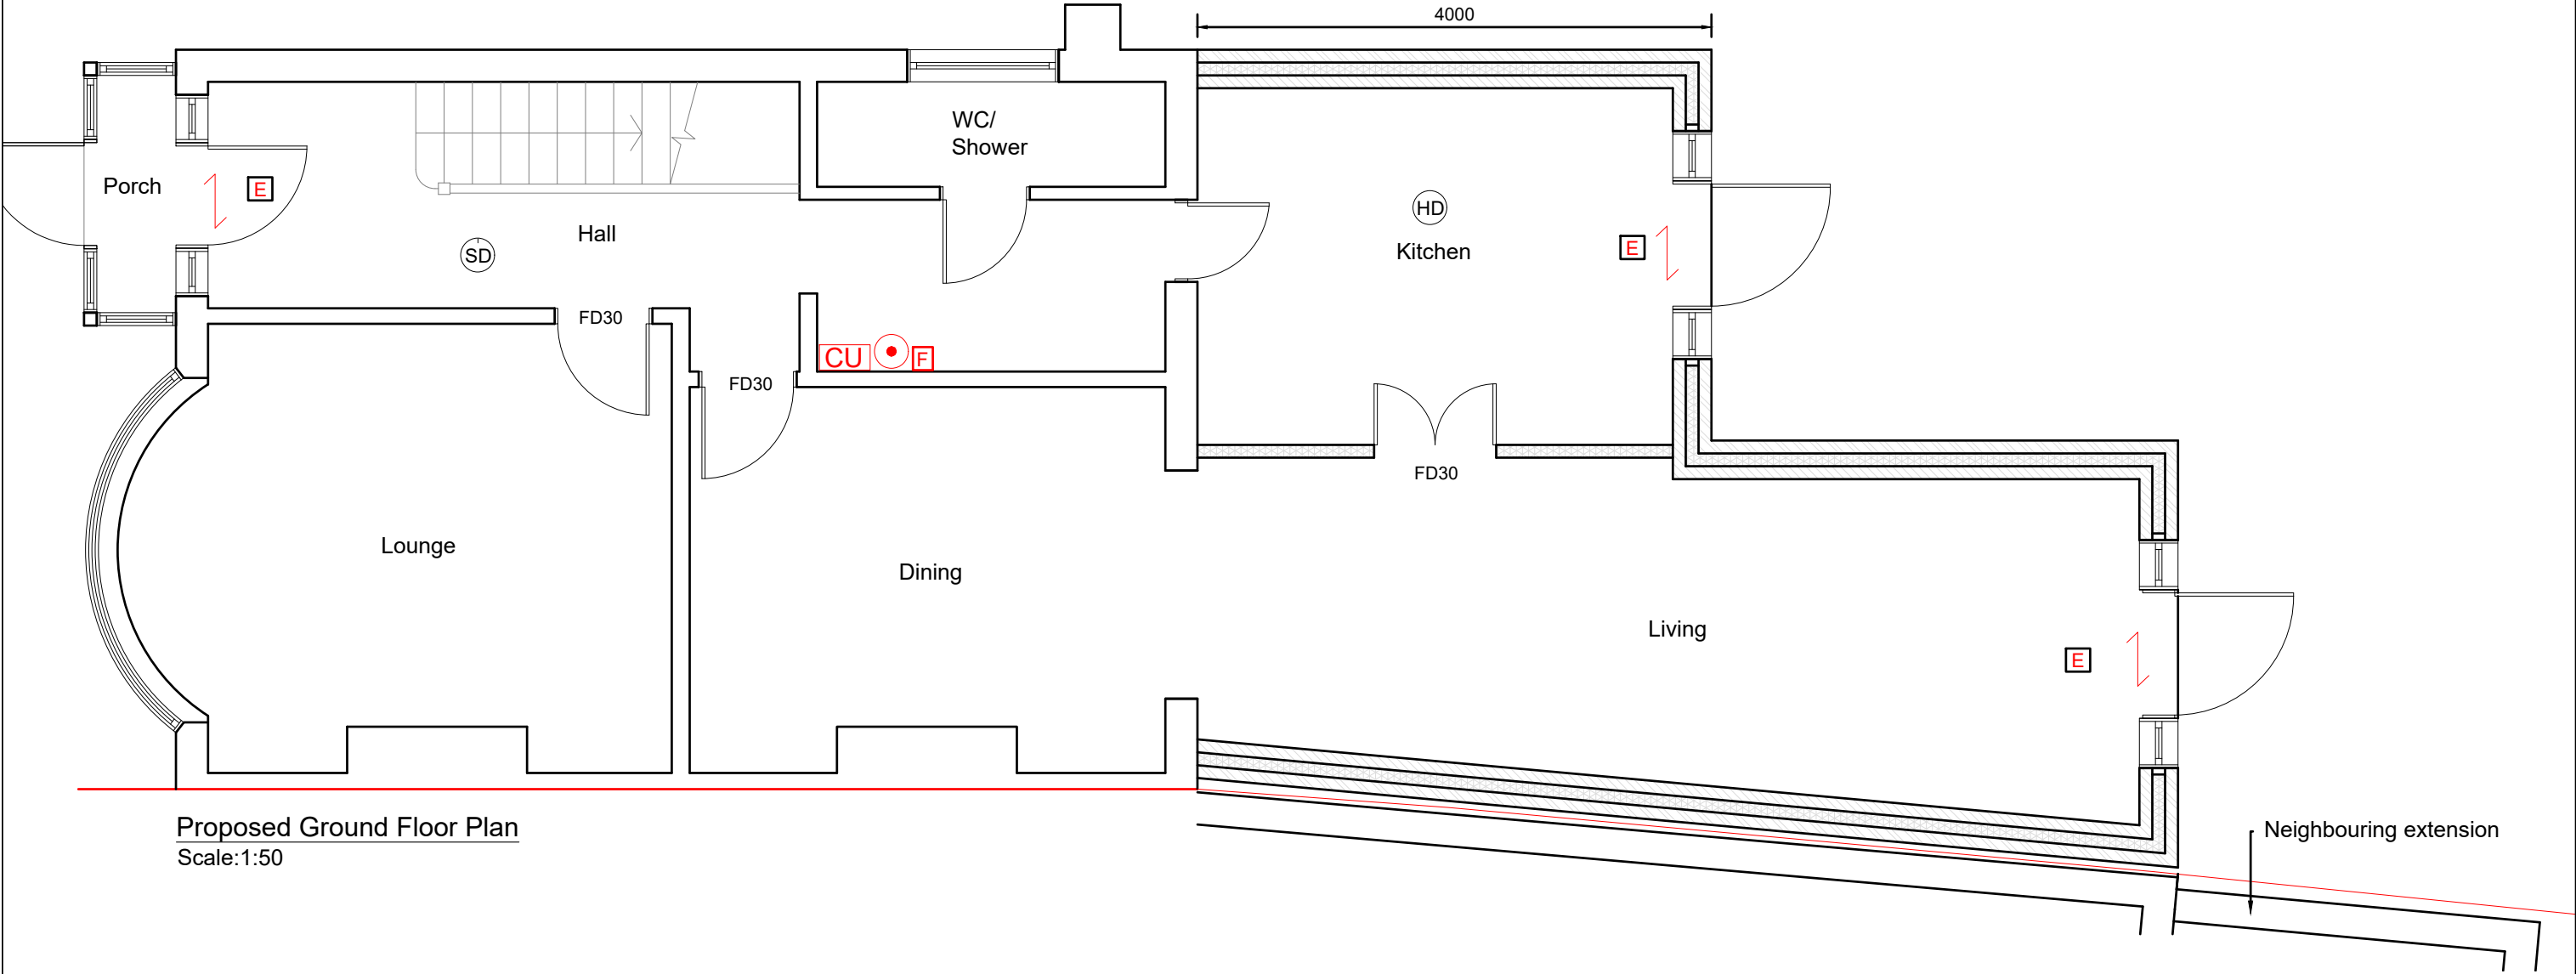 4000
WC/
Shower
Porch
E
HD
Hall
E
Kitchen
SD
FD30
CU
F
FD30
FD30
Lounge
Dining
Living
E
Proposed Ground Floor Plan
Scale:1:50
Neighbouring extension